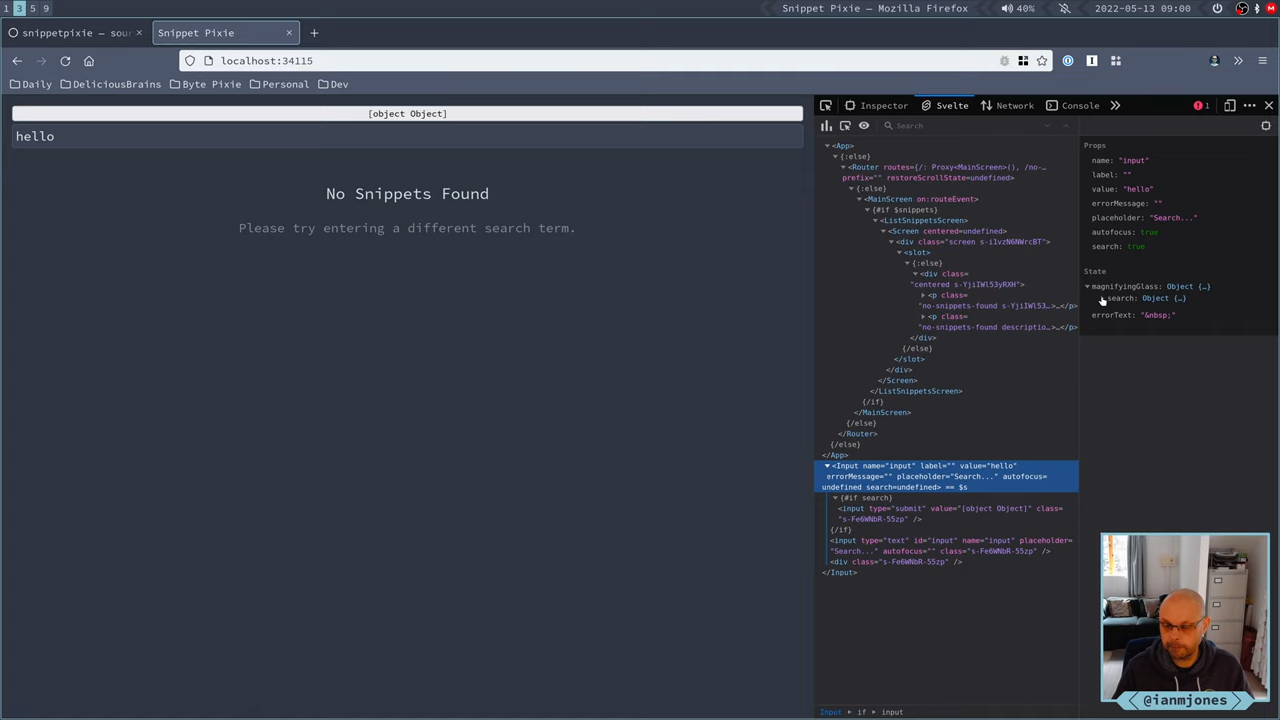 1 3 5 9
Snippet Pixie — Mozilla Firefox
40%
2022-05-13 09:00
snippetpixie — sour
Snippet Pixie
localhost:34115
Daily DeliciousBrains Byte Pixie Personal Dev
[object Object]
hello
No Snippets Found
Please try entering a different search term.
Inspector Svelte Network Console 1
Search
<App>
{:else}
<Router routes={/: Proxy<MainScreen>(), /no-…
prefix="" restoreScrollState=undefined>
{:else}
<MainScreen on:routeEvent>
{#if $snippets}
<ListSnippetsScreen>
<Screen centered=undefined>
<div class="screen s-i1vzN6NWrcBT">
<slot>
{:else}
<div class=
"centered s-YjiIWl53yRXH">
<p class=
"no-snippets-found s-YjiIWl53…>…</p>
<p class=
"no-snippets-found descriptio…>…</p>
</div>
{/else}
</slot>
</div>
</Screen>
</ListSnippetsScreen>
{/if}
</MainScreen>
{/else}
</Router>
{/else}
</App>
<Input name="input" label="" value="hello"
errorMessage="" placeholder="Search..." autofocus=
undefined search=undefined> == $s
{#if search}
<input type="submit" value="[object Object]" class=
"s-Fe6WNbR-55zp" />
{/if}
<input type="text" id="input" name="input" placeholder=
"Search..." autofocus="" class="s-Fe6WNbR-55zp" />
<div class="s-Fe6WNbR-55zp" />
</Input>
Input if input
Props
name: "input"
label: ""
value: "hello"
errorMessage: ""
placeholder: "Search..."
autofocus: true
search: true
State
magnifyingGlass: Object {…}
search: Object {…}
errorText: "&nbsp;"
@ianmjones